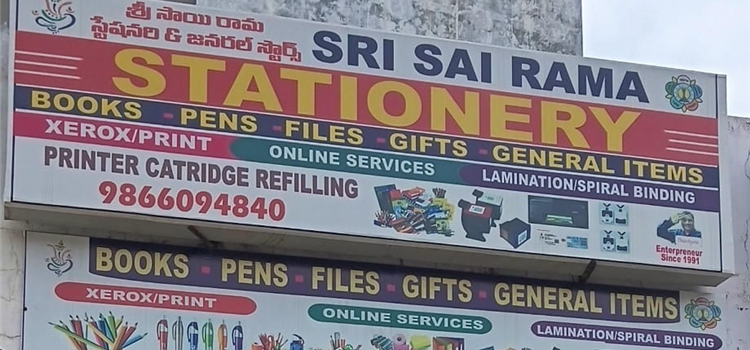 శ్రీ సాయి రామ
స్టేషనరీ & జనరల్ స్టోర్స్
SRI SAI RAMA
STATIONERY
BOOKS - PENS - FILES - GIFTS - GENERAL ITEMS
XEROX/PRINT
ONLINE SERVICES
LAMINATION/SPIRAL BINDING
PRINTER CATRIDGE REFILLING
9866094840
Enterpreneur
Since 1991
BOOKS - PENS - FILES - GIFTS - GENERAL ITEMS
XEROX/PRINT
ONLINE SERVICES
LAMINATION/SPIRAL BINDING